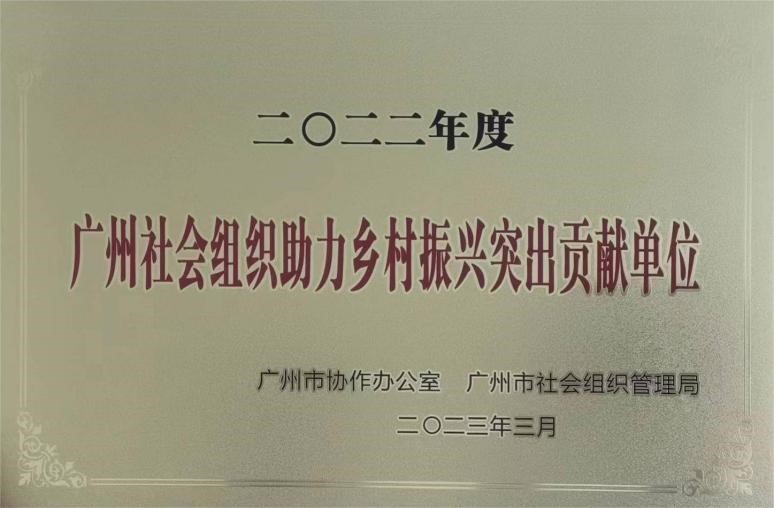 二〇二二年度
广州社会组织助力乡村振兴突出贡献单位
广州市协作办公室　广州市社会组织管理局
二〇二三年三月